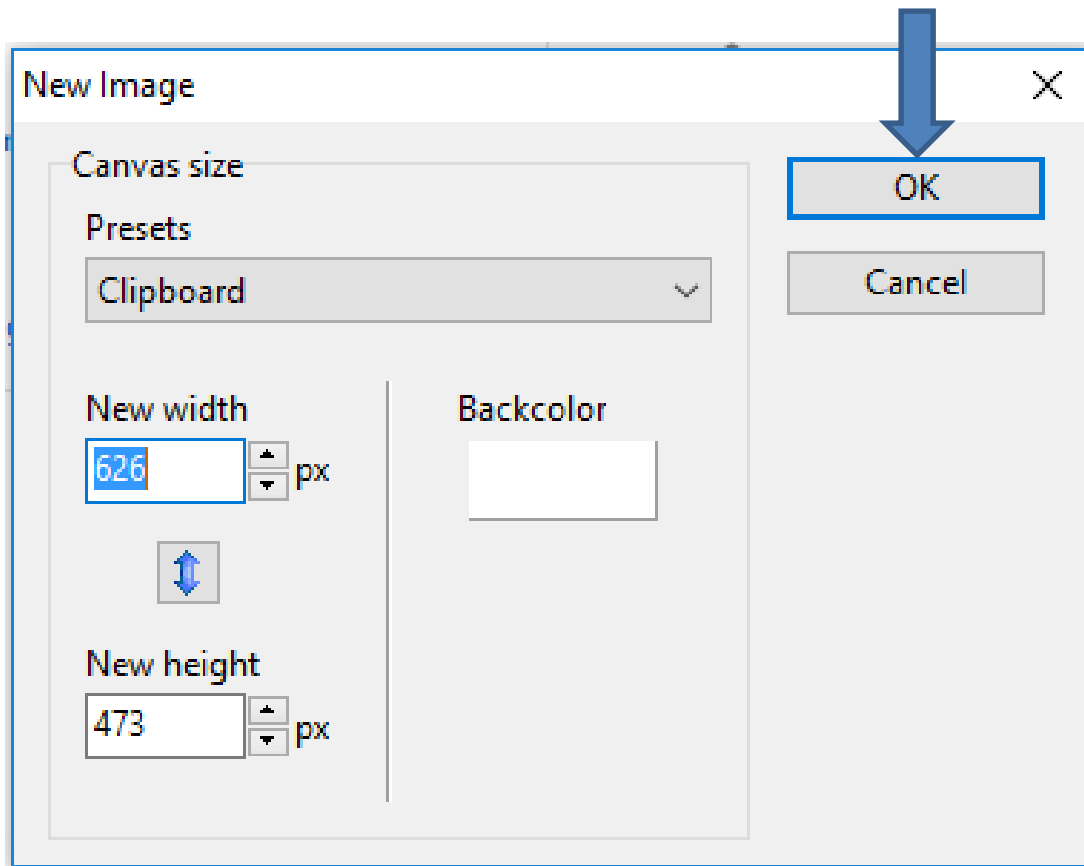 New Image
Canvas size
OK
Presets
Clipboard
Cancel
New width
Backcolor
626 px
New height
473 px